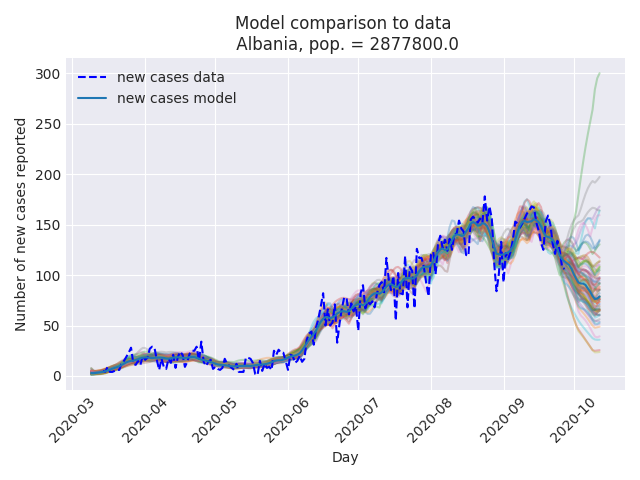 Model comparison to data
Albania, pop. = 2877800.0
new cases data
new cases model
Number of new cases reported
300
250
200
150
100
50
0
2020-03
2020-04
2020-05
2020-06
2020-07
2020-08
2020-09
2020-10
Day